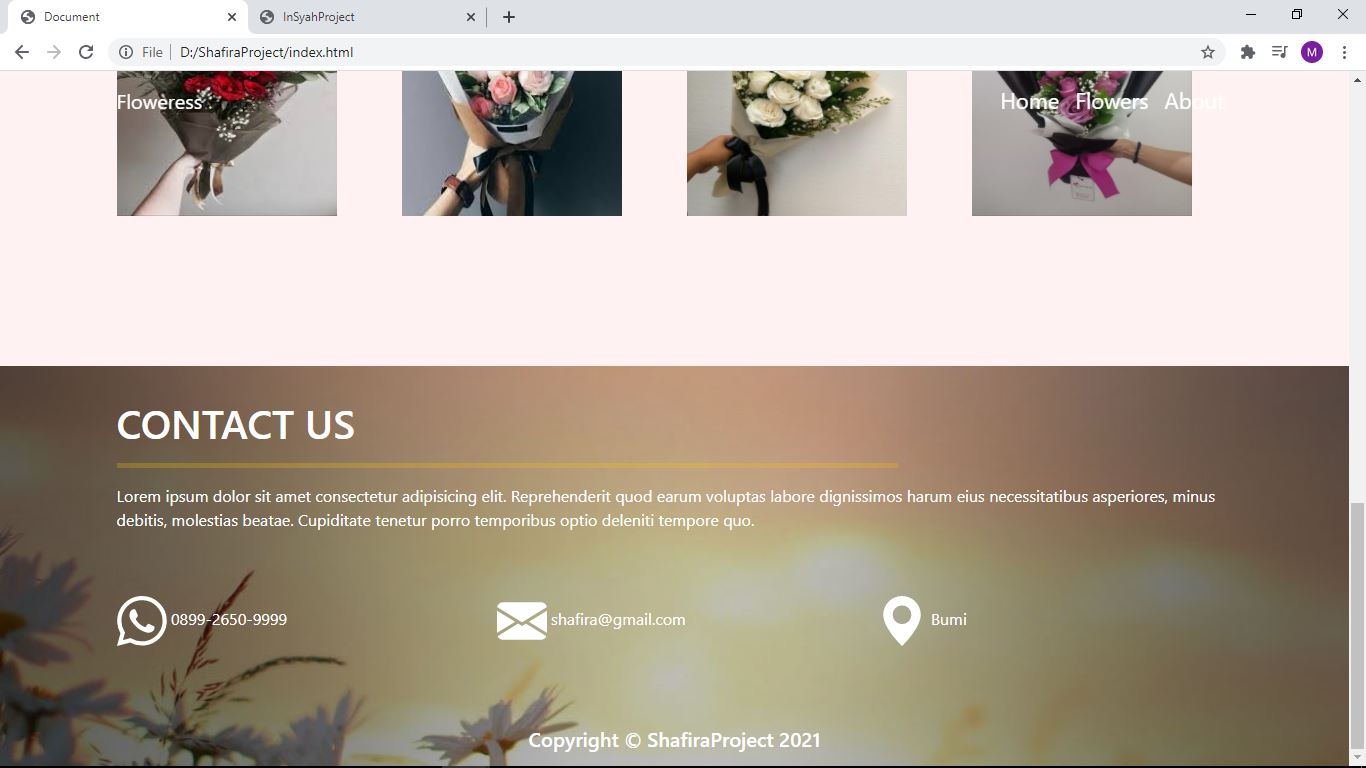 Document
InSyahProject
File
D:/ShafiraProject/index.html
M
Floweress
Home Flowers About
CONTACT US
Lorem ipsum dolor sit amet consectetur adipisicing elit. Reprehenderit quod earum voluptas labore dignissimos harum eius necessitatibus asperiores, minus
debitis, molestias beatae. Cupiditate tenetur porro temporibus optio deleniti tempore quo.
0899-2650-9999
shafira@gmail.com
Bumi
Copyright © ShafiraProject 2021